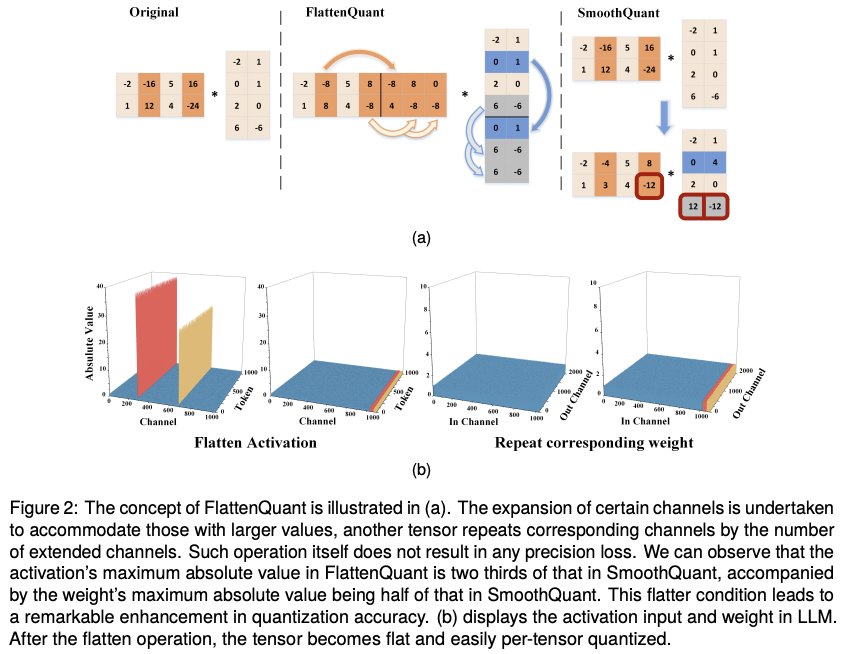 Original
FlattenQuant
SmoothQuant
-2 -16 5 16
1 12 4 -24
*
-2 1
0 1
2 0
6 -6
-2 -8 5 8 -8 8 0
1 8 4 -8 4 -8 -8
*
-2 1
0 1
2 0
6 -6
0 1
6 -6
6 -6
-2 -16 5 16
1 12 4 -24
*
-2 1
0 1
2 0
6 -6
-2 -4 5 8
1 3 4 -12
*
-2 1
0 4
2 0
12 -12
(a)
Absolute Value
40
30
20
10
0
0 200 400 600 800 1000
Channel
0 500 1000
Token
40
30
20
10
0
0 200 400 600 800 1000
Channel
0 500 1000
Token
Flatten Activation
10
8
6
4
2
0
0 200 400 600 800 1000
In Channel
0 1000 2000
Out Channel
10
8
6
4
2
0
0 200 400 600 800 1000
In Channel
0 1000 2000
Out Channel
Repeat corresponding weight
(b)
Figure 2: The concept of FlattenQuant is illustrated in (a). The expansion of certain channels is undertaken
to accommodate those with larger values, another tensor repeats corresponding channels by the number
of extended channels. Such operation itself does not result in any precision loss. We can observe that the
activation's maximum absolute value in FlattenQuant is two thirds of that in SmoothQuant, accompanied
by the weight's maximum absolute value being half of that in SmoothQuant. This flatter condition leads to
a remarkable enhancement in quantization accuracy. (b) displays the activation input and weight in LLM.
After the flatten operation, the tensor becomes flat and easily per-tensor quantized.